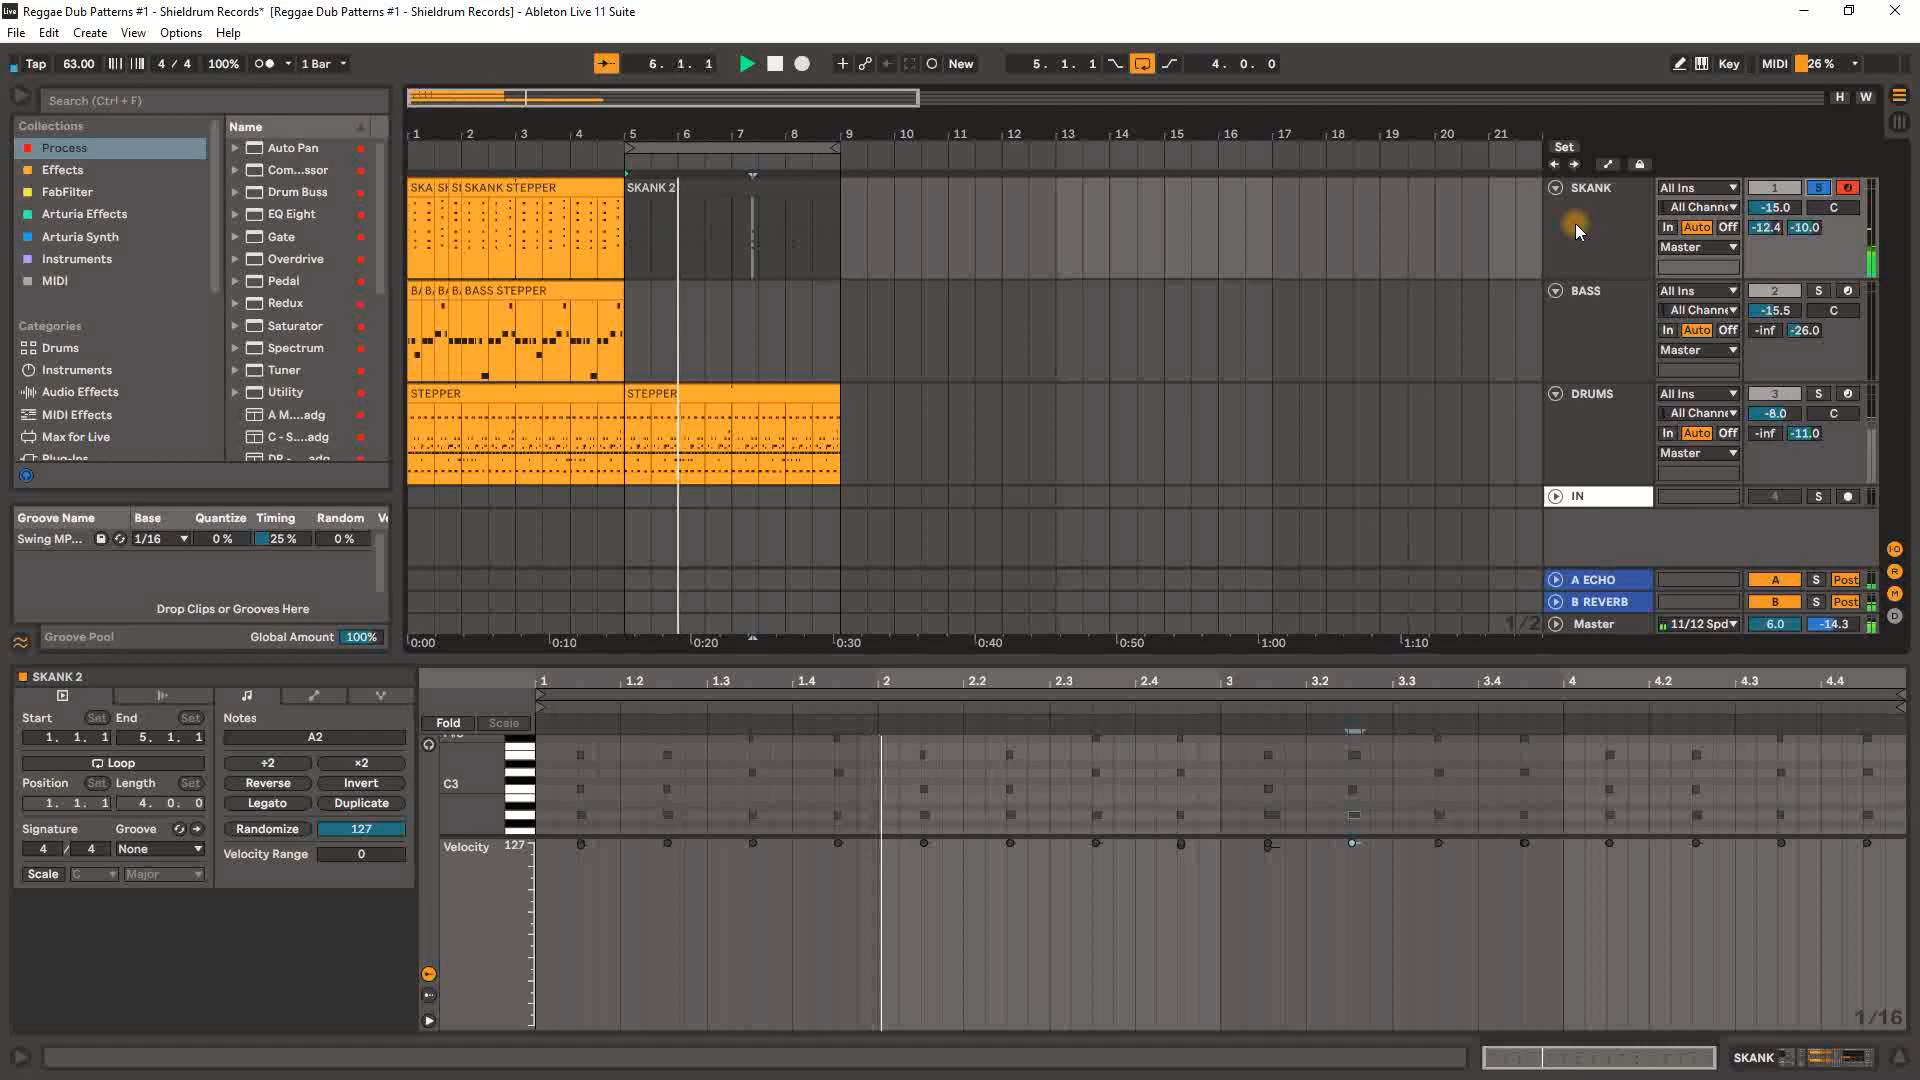 Reggae Dub Patterns #1 - Shieldrum Records* [Reggae Dub Patterns #1 - Shieldrum Records] - Ableton Live 11 Suite
File Edit Create View Options Help
Tap 63.00 4 / 4 100% 1 Bar 6. 1. 1 New 5. 1. 1 4. 0. 0 Key MIDI 26 %
Search (Ctrl + F)
H W
Collections Name
Process
Effects
FabFilter
Arturia Effects
Arturia Synth
Instruments
MIDI
Categories
Drums
Instruments
Audio Effects
MIDI Effects
Max for Live
Plug-Ins
Auto Pan
Com...ssor
Drum Buss
EQ Eight
Gate
Overdrive
Pedal
Redux
Saturator
Spectrum
Tuner
Utility
A M....adg
C - S....adg
Groove Name Base Quantize Timing Random
Swing MP... 1/16 0 % 25 % 0 %
Drop Clips or Grooves Here
Groove Pool Global Amount 100%
1 2 3 4 5 6 7 8 9 10 11 12 13 14 15 16 17 18 19 20 21
Set
SKA SK SI SKANK STEPPER SKANK 2
BA BA BA BA BASS STEPPER
STEPPER STEPPER
SKANK All Ins 1 S
All Channe -15.0 C
In Auto Off -12.4 -10.0
Master
BASS All Ins 2 S
All Channe -15.5 C
In Auto Off -inf -26.0
Master
DRUMS All Ins 3 S
All Channe -8.0 C
In Auto Off -inf -11.0
Master
IN 4 S
A ECHO A S Post
B REVERB B S Post
1/2 Master 11/12 Spd 6.0 -14.3
0:00 0:10 0:20 0:30 0:40 0:50 1:00 1:10
SKANK 2
Start Set End Set
1. 1. 1 5. 1. 1
Loop
Position Set Length Set
1. 1. 1 4. 0. 0
Signature Groove
4 / 4 None
Scale C Major
Notes
A2
÷2 ×2
Reverse Invert
Legato Duplicate
Randomize 127
Velocity Range 0
1 1.2 1.3 1.4 2 2.2 2.3 2.4 3 3.2 3.3 3.4 4 4.2 4.3 4.4
Fold Scale
C3
Velocity 127
1/16
SKANK